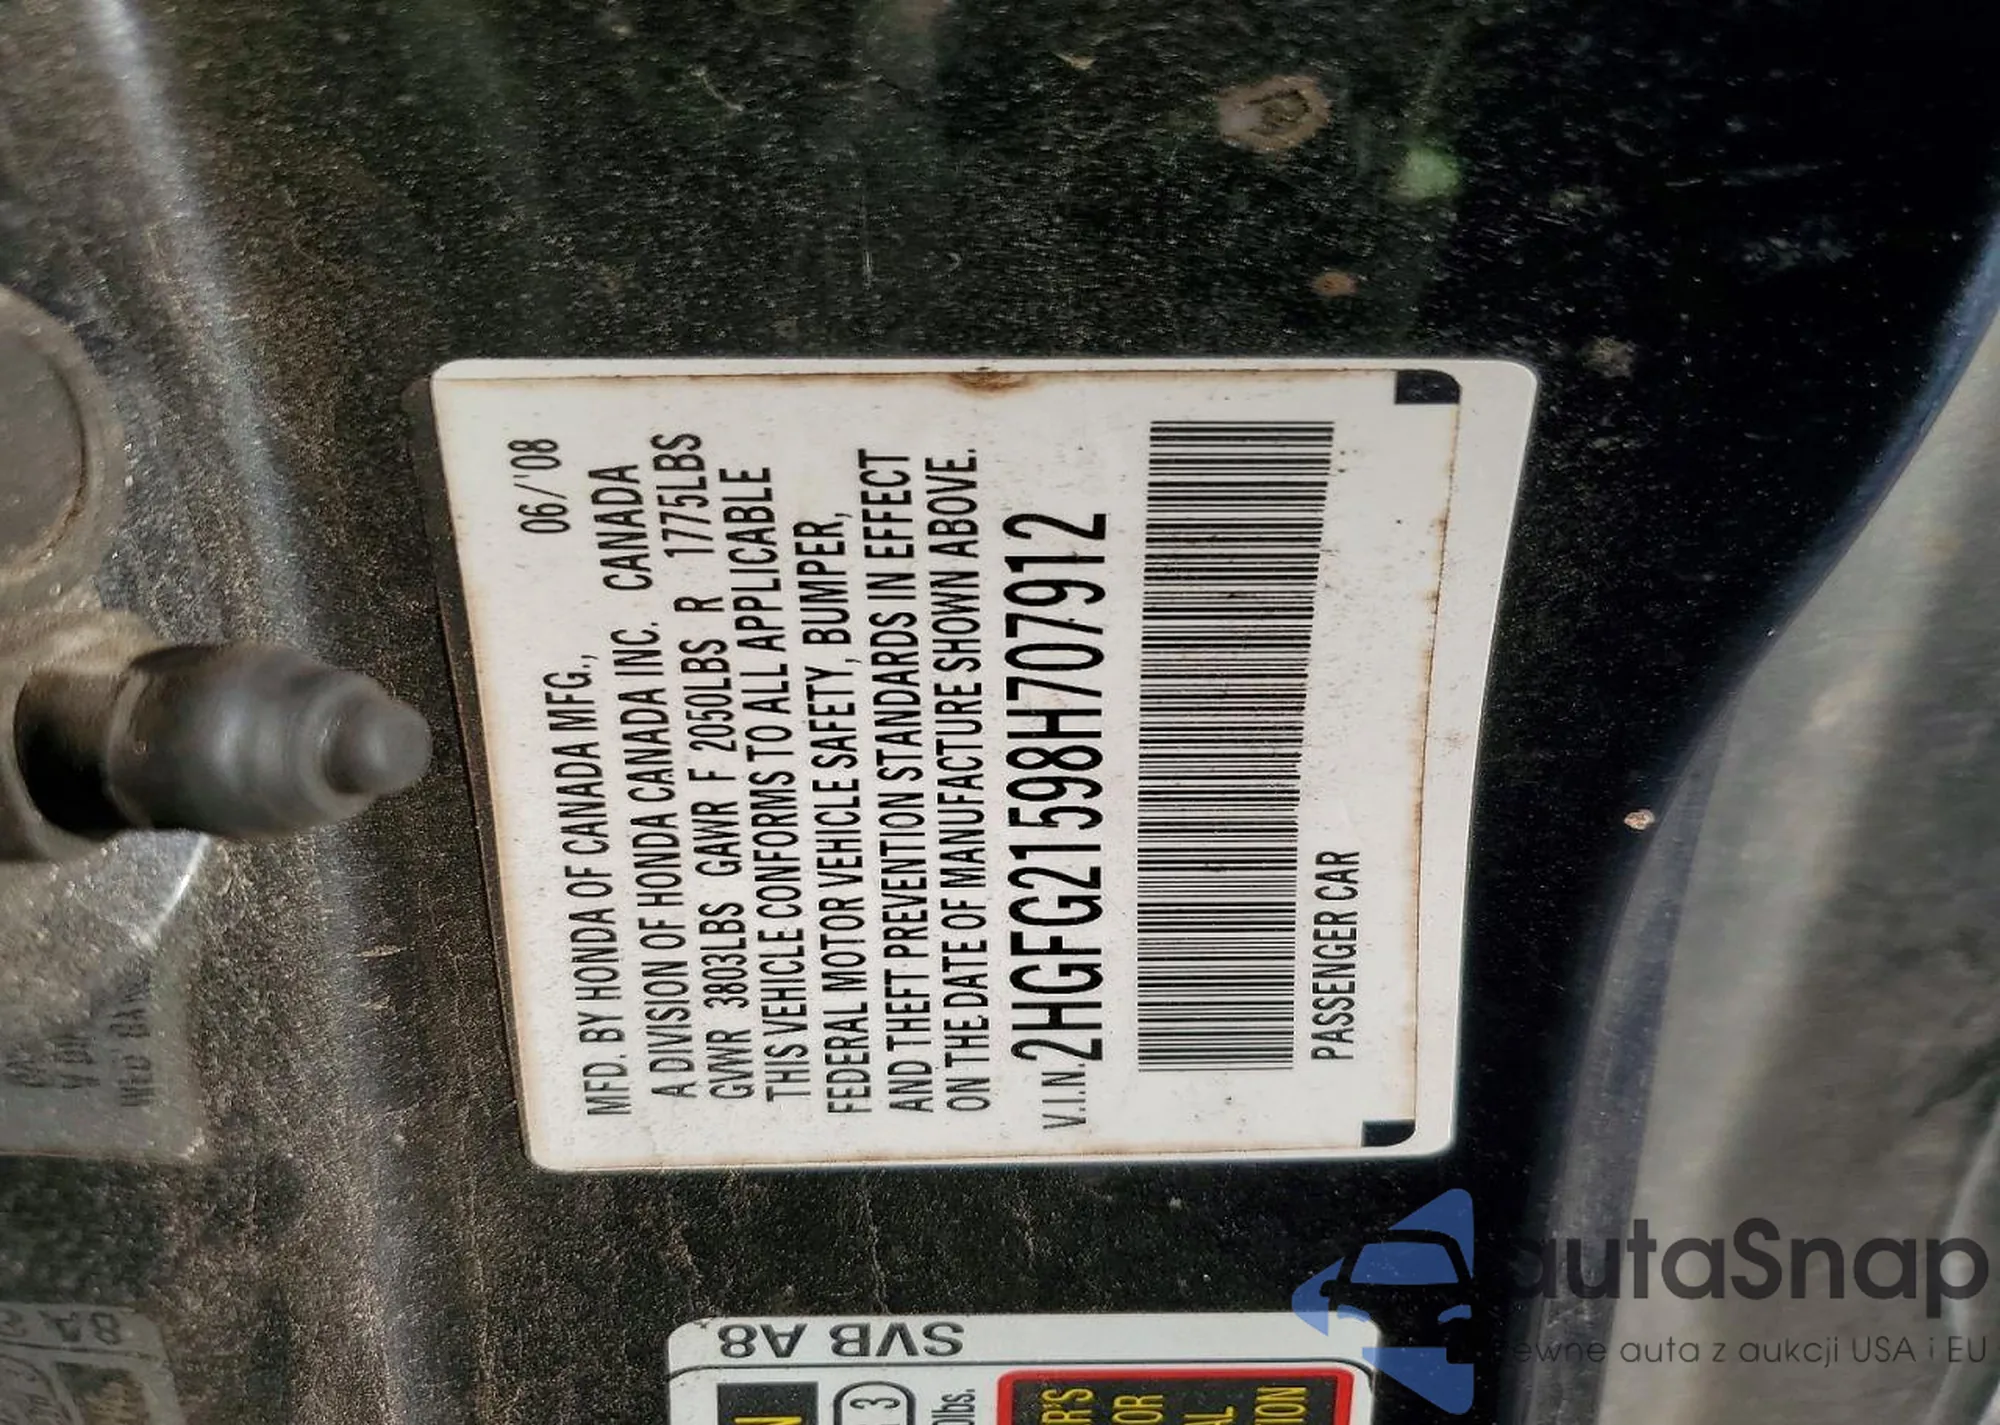 06/'08
MFD. BY HONDA OF CANADA MFG.,
A DIVISION OF HONDA CANADA INC. CANADA
GVWR 3803LBS GAWR F 2050LBS R 1775LBS
THIS VEHICLE CONFORMS TO ALL APPLICABLE
FEDERAL MOTOR VEHICLE SAFETY, BUMPER,
AND THEFT PREVENTION STANDARDS IN EFFECT
ON THE DATE OF MANUFACTURE SHOWN ABOVE.
V.I.N. 2HGFG21598H707912
PASSENGER CAR
SVB A8
autaSnap
ewne auta z aukcji USA i EU